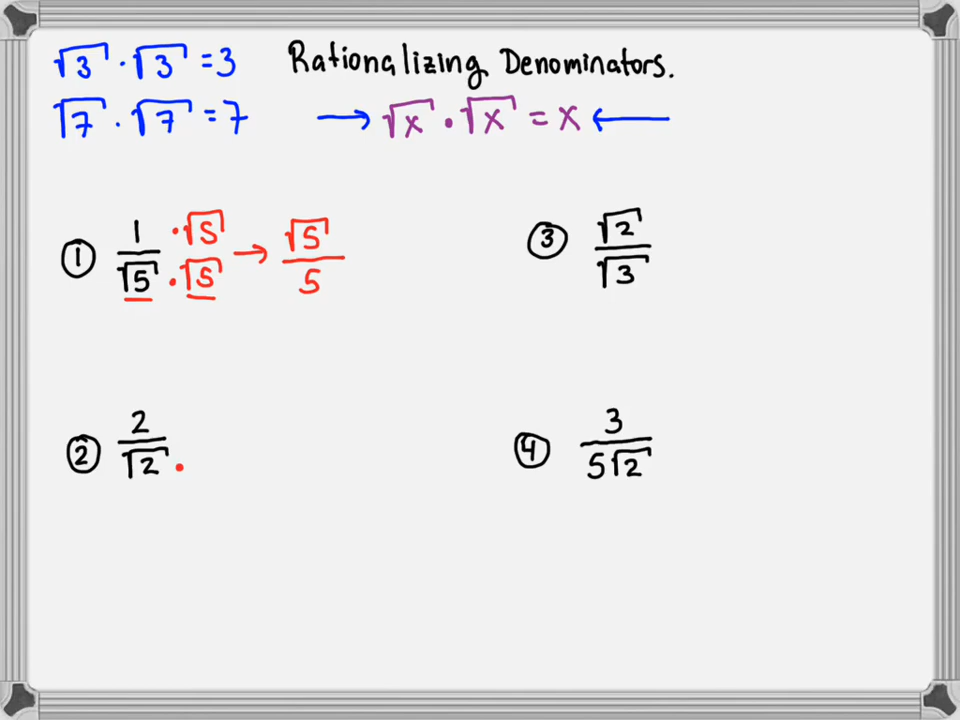 √3 · √3 = 3
Rationalizing Denominators.
√7 · √7 = 7
→ √x · √x = x ←
① 1/√5 · √5/√5 → √5/5
③ √2/√3
② 2/√2 ·
④ 3/5√2